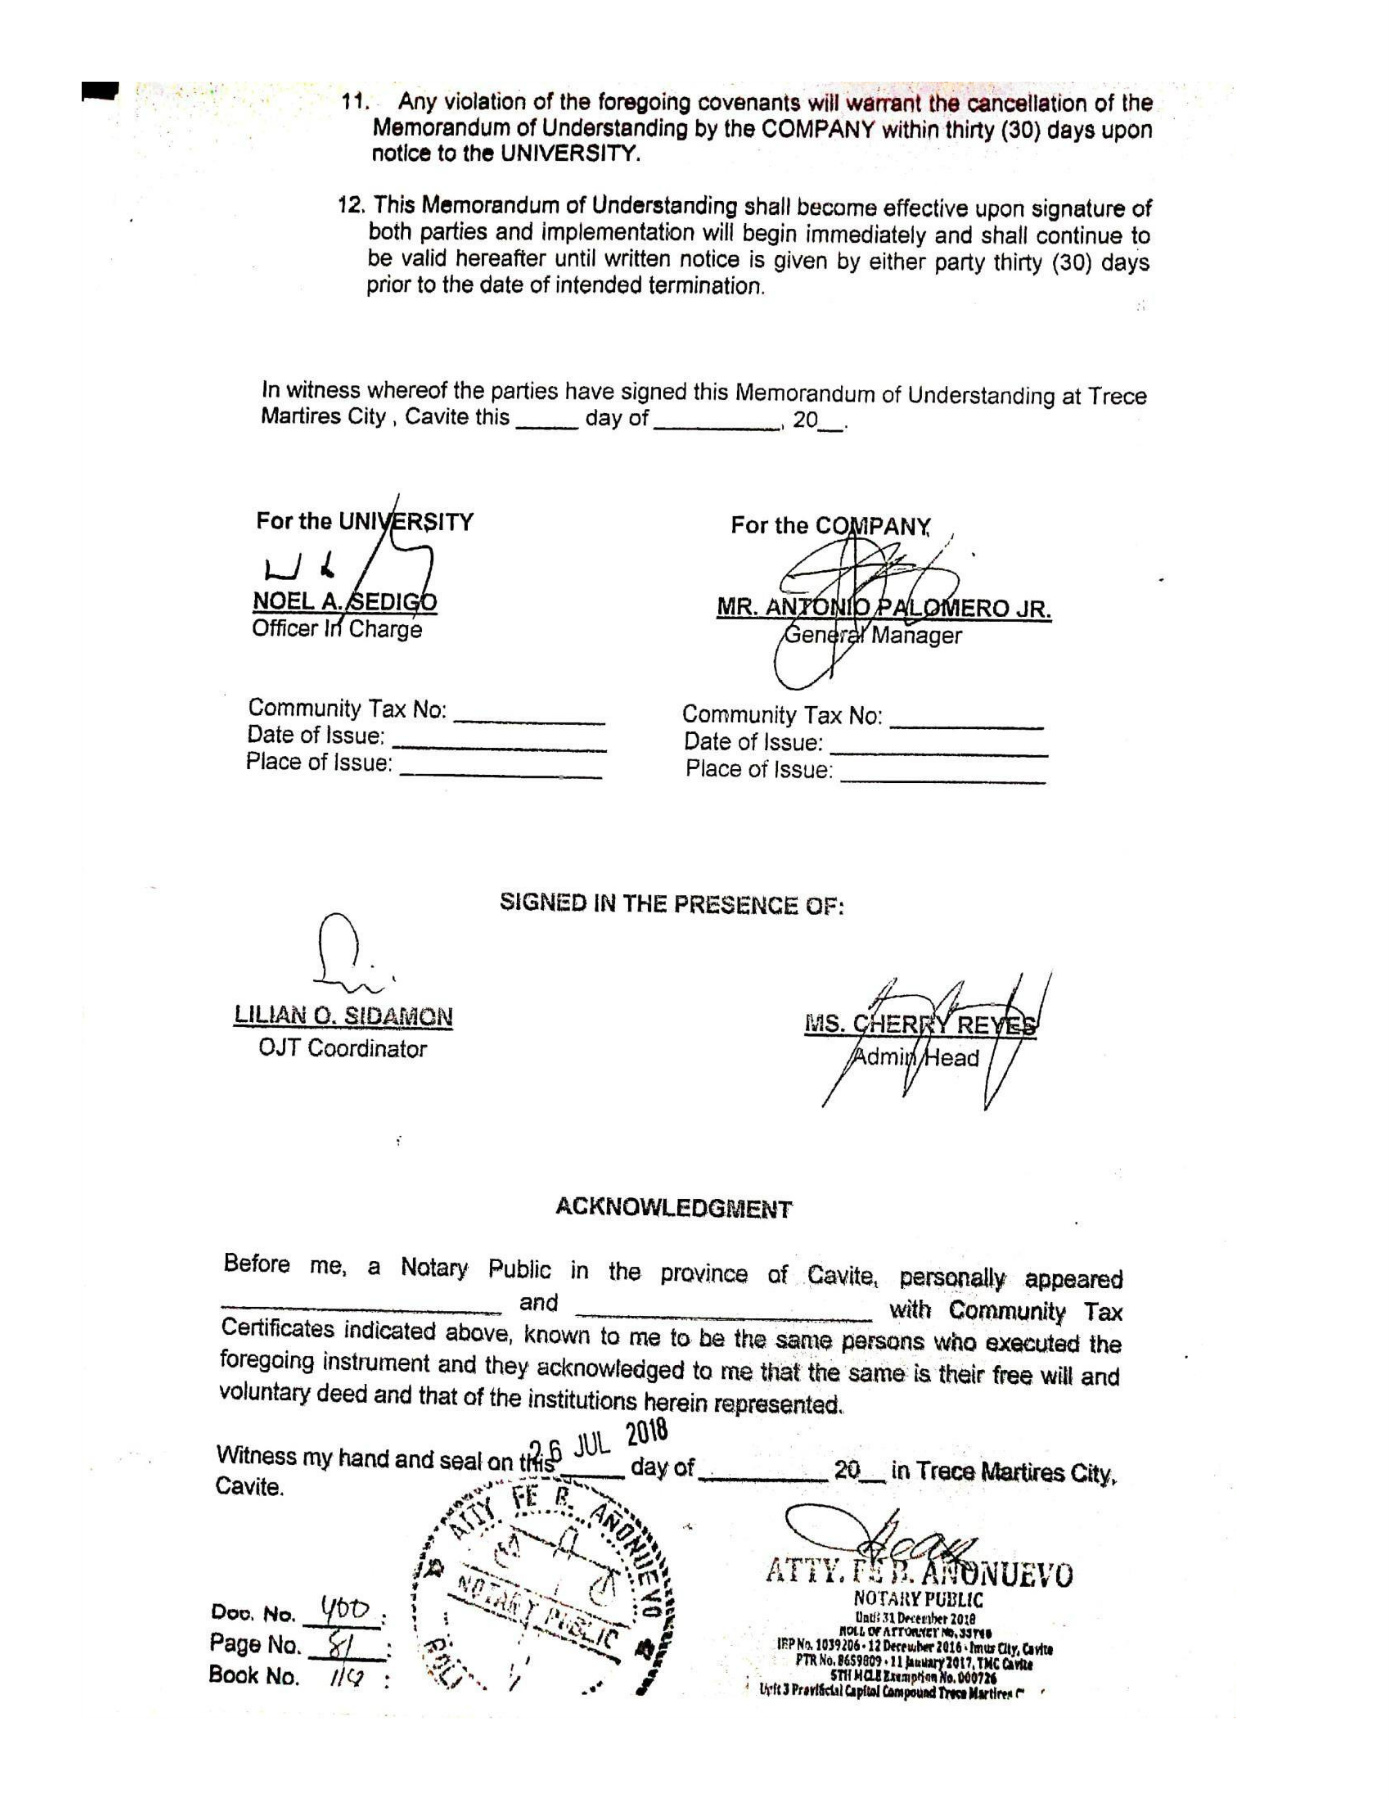 11. Any violation of the foregoing covenants will warrant the cancellation of the
Memorandum of Understanding by the COMPANY within thirty (30) days upon
notice to the UNIVERSITY.
12. This Memorandum of Understanding shall become effective upon signature of
both parties and implementation will begin immediately and shall continue to
be valid hereafter until written notice is given by either party thirty (30) days
prior to the date of intended termination.
In witness whereof the parties have signed this Memorandum of Understanding at Trece
Martires City , Cavite this _____ day of ___________, 20__.
For the UNIVERSITY
NOEL A. SEDIGO
Officer In Charge
For the COMPANY
MR. ANTONIO PALOMERO JR.
General Manager
Community Tax No: ____________
Date of Issue: ____________
Place of Issue: ____________
Community Tax No: ____________
Date of Issue: ____________
Place of Issue: ____________
SIGNED IN THE PRESENCE OF:
LILIAN O. SIDAMON
OJT Coordinator
MS. CHERRY REYES
Admin Head
ACKNOWLEDGMENT
Before me, a Notary Public in the province of Cavite, personally appeared
____________ and ____________ with Community Tax
Certificates indicated above, known to me to be the same persons who executed the
foregoing instrument and they acknowledged to me that the same is their free will and
voluntary deed and that of the institutions herein represented.
26 JUL 2018
Witness my hand and seal on this _____ day of ___________ 20__ in Trece Martires City,
Cavite.
ATTY FE B. AÑONUEVO
NOTARY PUBLIC
Doc. No. 400 :
Page No. 81 :
Book No. :
ATTY. FE B. AÑONUEVO
NOTARY PUBLIC
Until 31 December 2018
ROLL OF ATTORNEY NO.
IBP No. 1039206 - 12 December 2016 - Imus City, Cavite
PTR No. 8659809 - 11 January 2017, TMC Cavite
5TH MCLE Exemption No. 000726
Unit 3 Provincial Capitol Compound Trece Martires